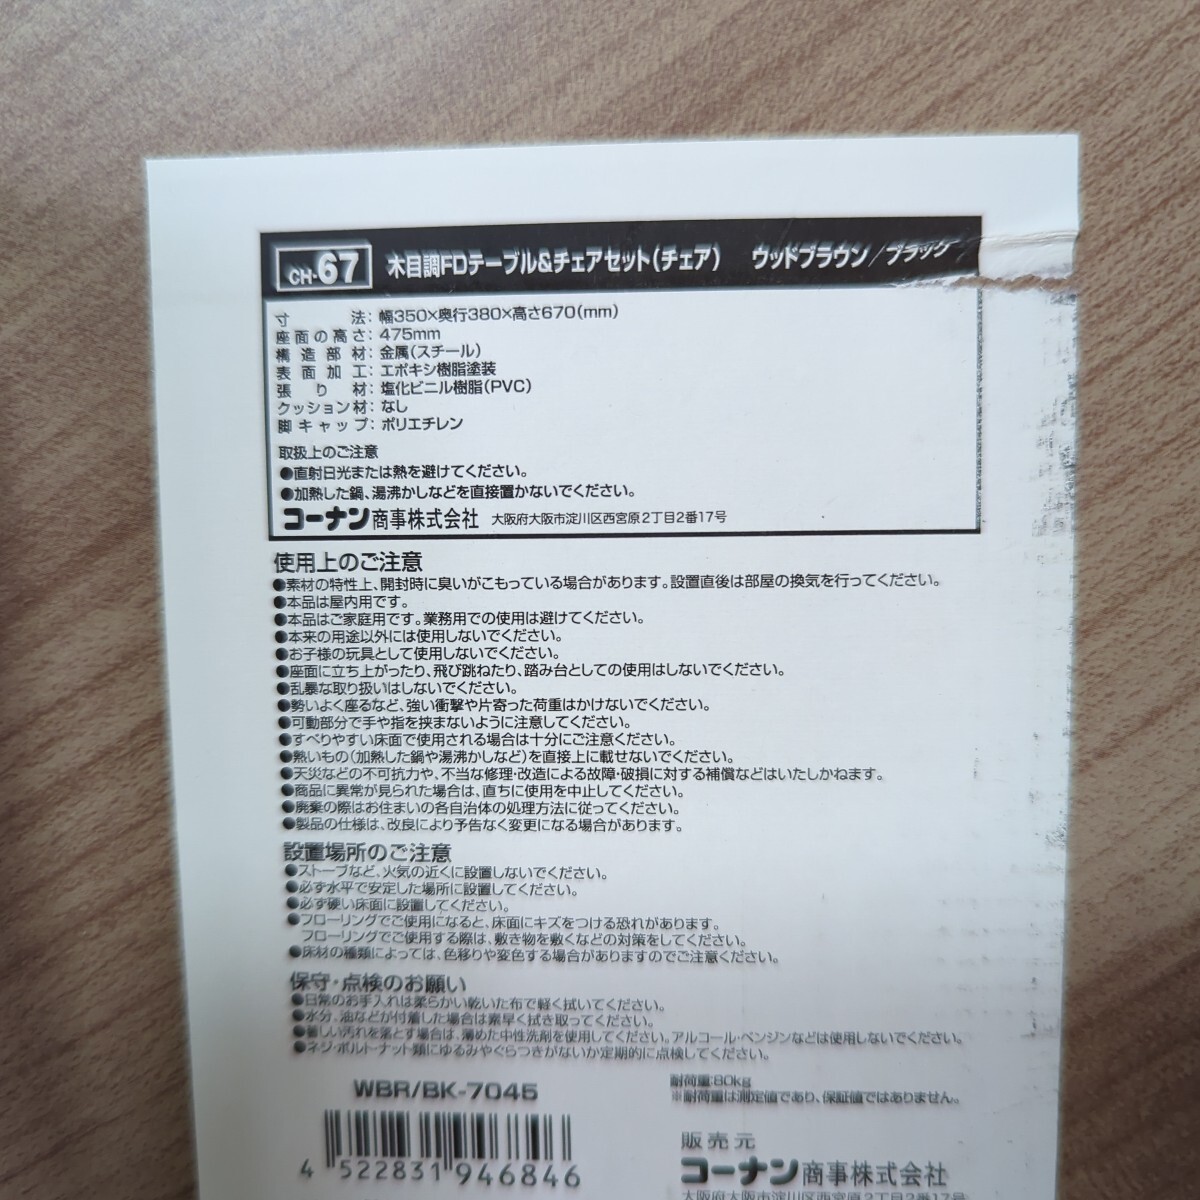 CH-67 木目調FDテーブル&チェアセット(チェア) ウッドブラウン/ブラック
寸法:幅350×奥行380×高さ670(mm)
座面の高さ:475mm
構造部材:金属(スチール)
表面加工:エポキシ樹脂塗装
張り材:塩化ビニル樹脂(PVC)
クッション材:なし
脚キャップ:ポリエチレン
取扱上のご注意
●直射日光または熱を避けてください。
●加熱した鍋、湯沸かしなどを直接置かないでください。
コーナン商事株式会社 大阪府大阪市淀川区西宮原2丁目2番17号
使用上のご注意
●素材の特性上、開封時に臭いがこもっている場合があります。設置直後は部屋の換気を行ってください。
●本品は屋内用です。
●本品はご家庭用です。業務用での使用は避けてください。
●本来の用途以外には使用しないでください。
●お子様の玩具として使用しないでください。
●座面に立ち上がったり、飛び跳ねたり、踏み台としての使用はしないでください。
●乱暴な取り扱いはしないでください。
●勢いよく座るなど、強い衝撃や片寄った荷重はかけないでください。
●可動部分で手や指を挟まないように注意してください。
●すべりやすい床面で使用される場合は十分にご注意ください。
●熱いもの(加熱した鍋や湯沸かしなど)を直接上に載せないでください。
●天災などの不可抗力や、不当な修理・改造による故障・破損に対する補償などはいたしかねます。
●商品に異常が見られた場合は、直ちに使用を中止してください。
●廃棄の際はお住まいの各自治体の処理方法に従ってください。
●製品の仕様は、改良により予告なく変更になる場合があります。
設置場所のご注意
●ストーブなど、火気の近くに設置しないでください。
●必ず水平で安定した場所に設置してください。
●必ず硬い床面に設置してください。
●フローリングでご使用になると、床面にキズをつける恐れがあります。
フローリングでご使用する際は、敷き物を敷くなどの対策をしてください。
●床材の種類によっては、色移りや変色する場合がありますのでご注意ください。
保守・点検のお願い
●日常のお手入れは柔らかい乾いた布で軽く拭いてください。
●水分、油などが付着した場合は素早く拭き取ってください。
●著しい汚れを落とす場合は、薄めた中性洗剤を使用してください。アルコール・ベンジンなどは使用しないでください。
●ネジ・ボルト・ナット類にゆるみやぐらつきがないか定期的に点検してください。
WBR/BK-7045
4 522831 946846
耐荷重:80kg
※耐荷重は測定値であり、保証値ではありません。
販売元
コーナン商事株式会社
大阪府大阪市淀川区西宮原2丁目2番17号